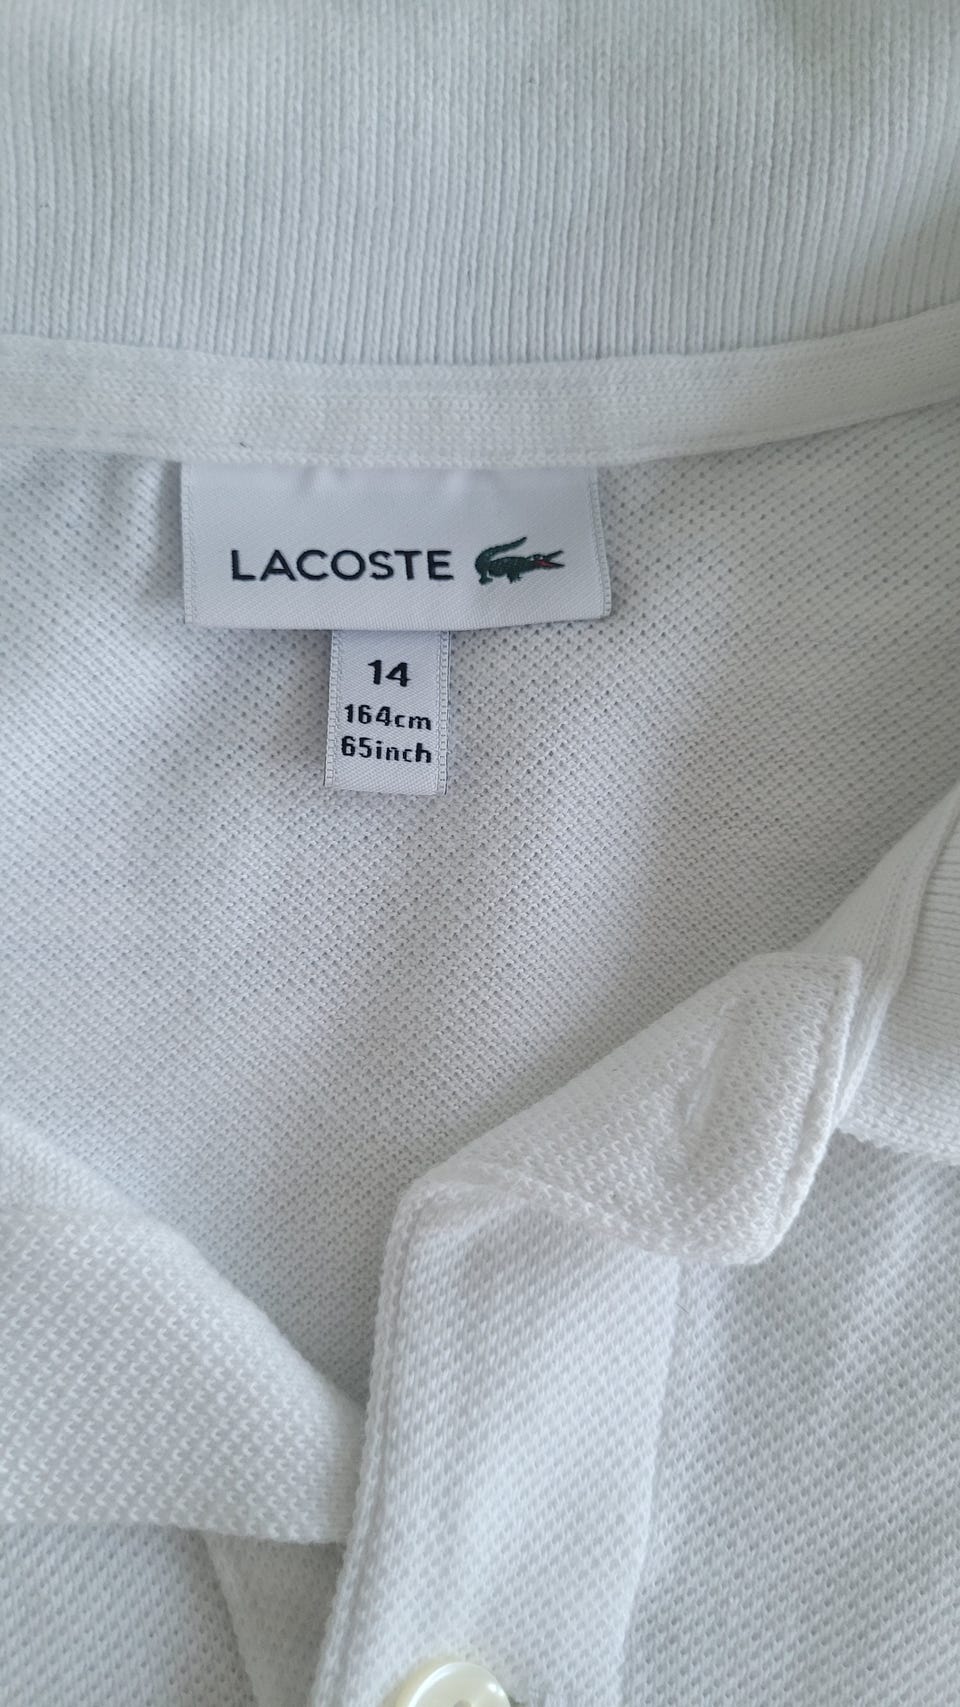 LACOSTE
14
164cm
65inch